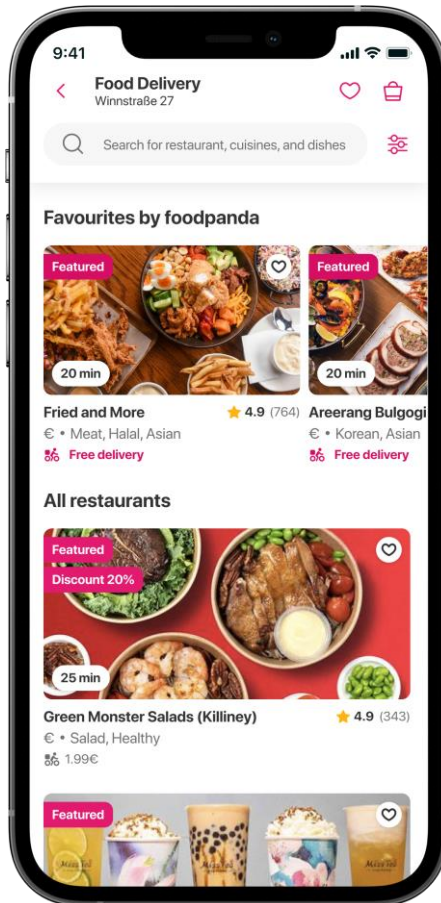 9:41
Food Delivery
Winnstraße 27
Search for restaurant, cuisines, and dishes
Favourites by foodpanda
Featured
20 min
Fried and More
4.9 (764)
€ • Meat, Halal, Asian
Free delivery
Featured
20 min
Areerang Bulgogi
€ • Korean, Asian
Free delivery
All restaurants
Featured
Discount 20%
25 min
Green Monster Salads (Killiney)
4.9 (343)
€ • Salad, Healthy
1.99€
Featured